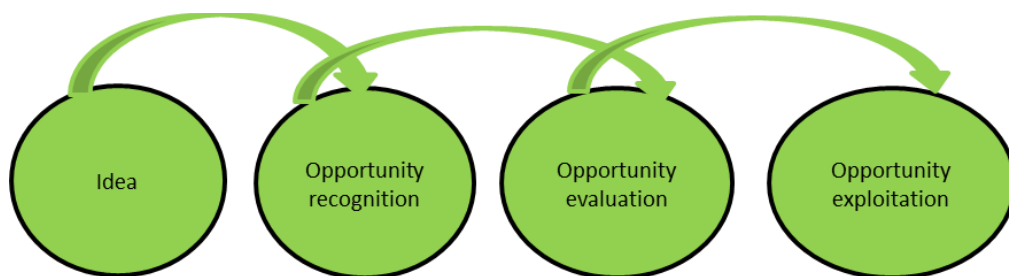 Idea
Opportunity
recognition
Opportunity
evaluation
Opportunity
exploitation